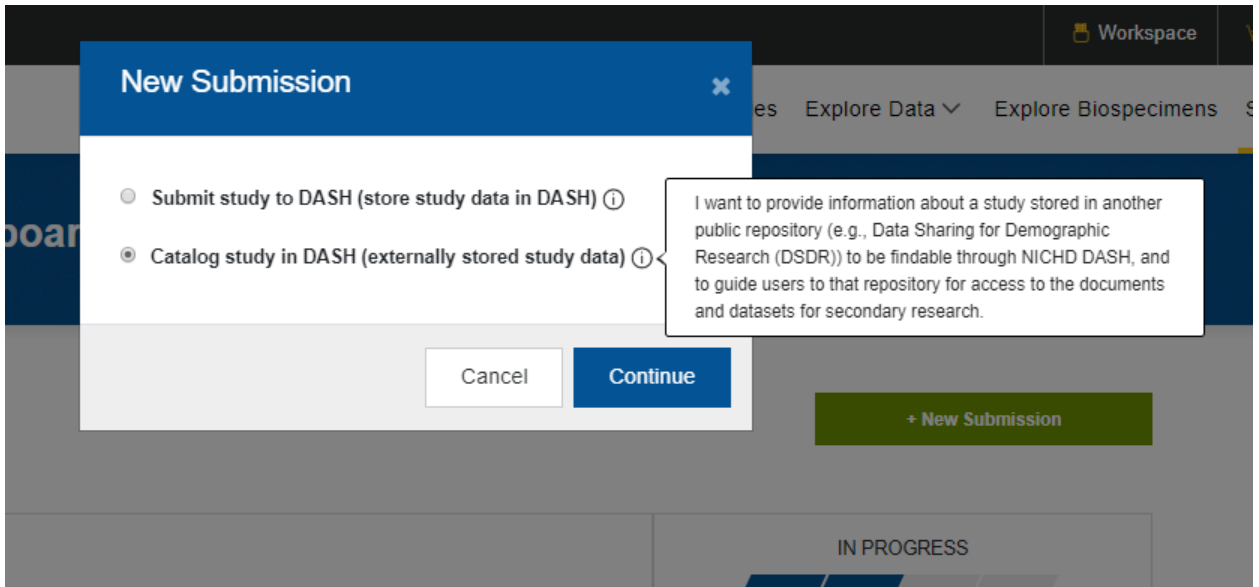 Workspace
New Submission
es Explore Data Explore Biospecimens S
Submit study to DASH (store study data in DASH)
Catalog study in DASH (externally stored study data)
I want to provide information about a study stored in another
public repository (e.g., Data Sharing for Demographic
Research (DSDR)) to be findable through NICHD DASH, and
to guide users to that repository for access to the documents
and datasets for secondary research.
boar
Cancel Continue
+ New Submission
IN PROGRESS